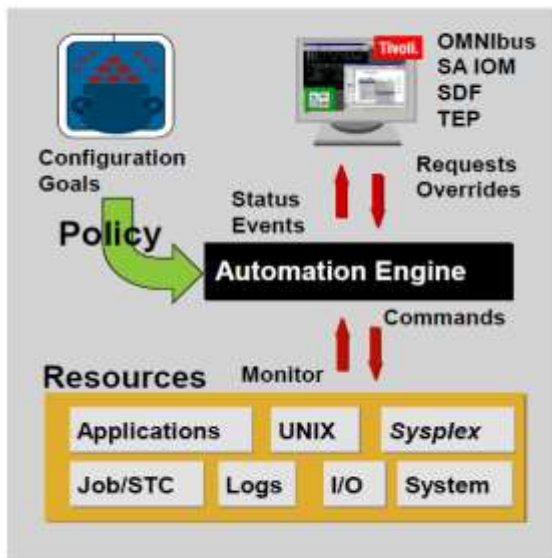 Tivoli.
OMNIbus
SA IOM
SDF
TEP
Configuration
Goals
Requests
Overrides
Status
Events
Policy
Automation Engine
Commands
Monitor
Resources
Applications
UNIX
Sysplex
Job/STC
Logs
I/O
System